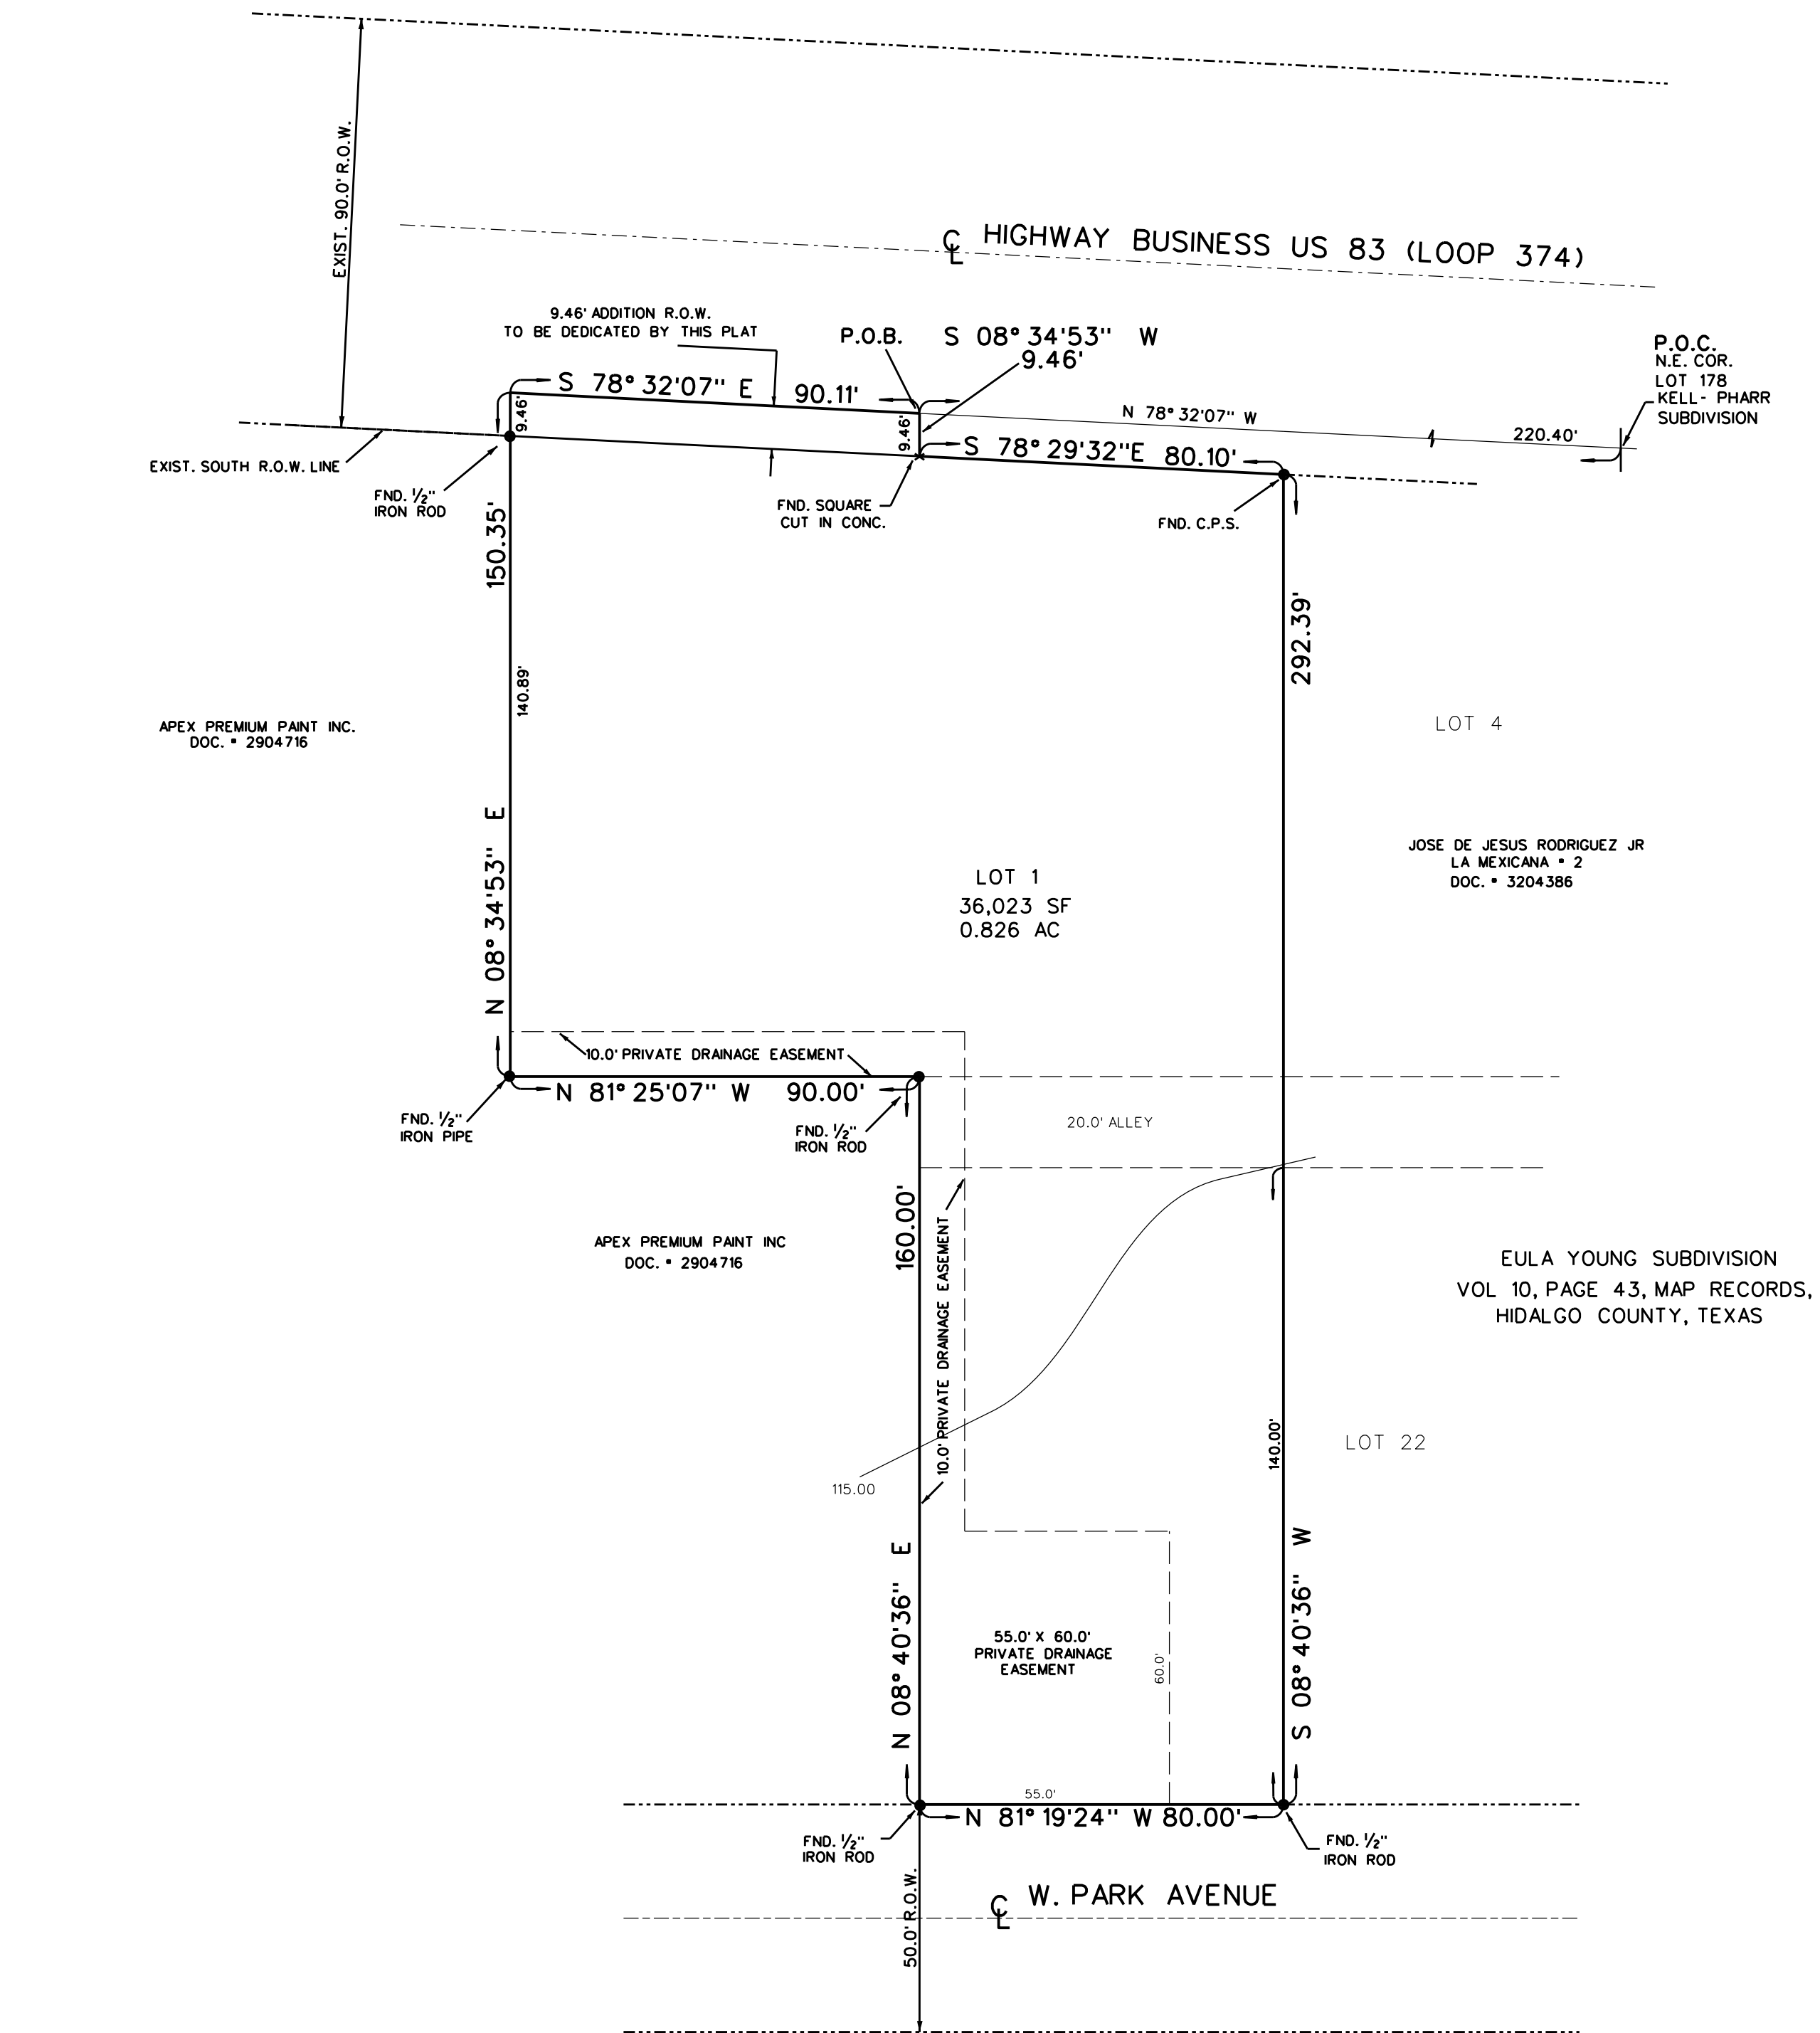 EXIST. 90.0' R.O.W.
℄ HIGHWAY BUSINESS US 83 (LOOP 374)
9.46' ADDITION R.O.W.
TO BE DEDICATED BY THIS PLAT
P.O.B.
S 08° 34'53" W
9.46'
P.O.C.
N.E. COR.
LOT 178
KELL- PHARR
SUBDIVISION
S 78° 32'07" E 90.11'
9.46'
9.46'
N 78° 32'07" W
220.40'
S 78° 29'32"E 80.10'
EXIST. SOUTH R.O.W. LINE
FND. 1/2"
IRON ROD
FND. SQUARE
CUT IN CONC.
FND. C.P.S.
150.35'
140.89'
N 08° 34'53" E
292.39'
LOT 4
APEX PREMIUM PAINT INC.
DOC. # 2904716
JOSE DE JESUS RODRIGUEZ JR
LA MEXICANA # 2
DOC. # 3204386
LOT 1
36,023 SF
0.826 AC
10.0' PRIVATE DRAINAGE EASEMENT
N 81° 25'07" W 90.00'
FND. 1/2"
IRON PIPE
FND. 1/2"
IRON ROD
20.0' ALLEY
APEX PREMIUM PAINT INC
DOC. # 2904716
160.00'
10.0' PRIVATE DRAINAGE EASEMENT
EULA YOUNG SUBDIVISION
VOL 10, PAGE 43, MAP RECORDS,
HIDALGO COUNTY, TEXAS
140.00'
LOT 22
115.00
N 08° 40'36" E
S 08° 40'36" W
55.0' X 60.0'
PRIVATE DRAINAGE
EASEMENT
60.0'
55.0'
N 81° 19'24" W 80.00'
FND. 1/2"
IRON ROD
FND. 1/2"
IRON ROD
50.0' R.O.W.
℄ W. PARK AVENUE